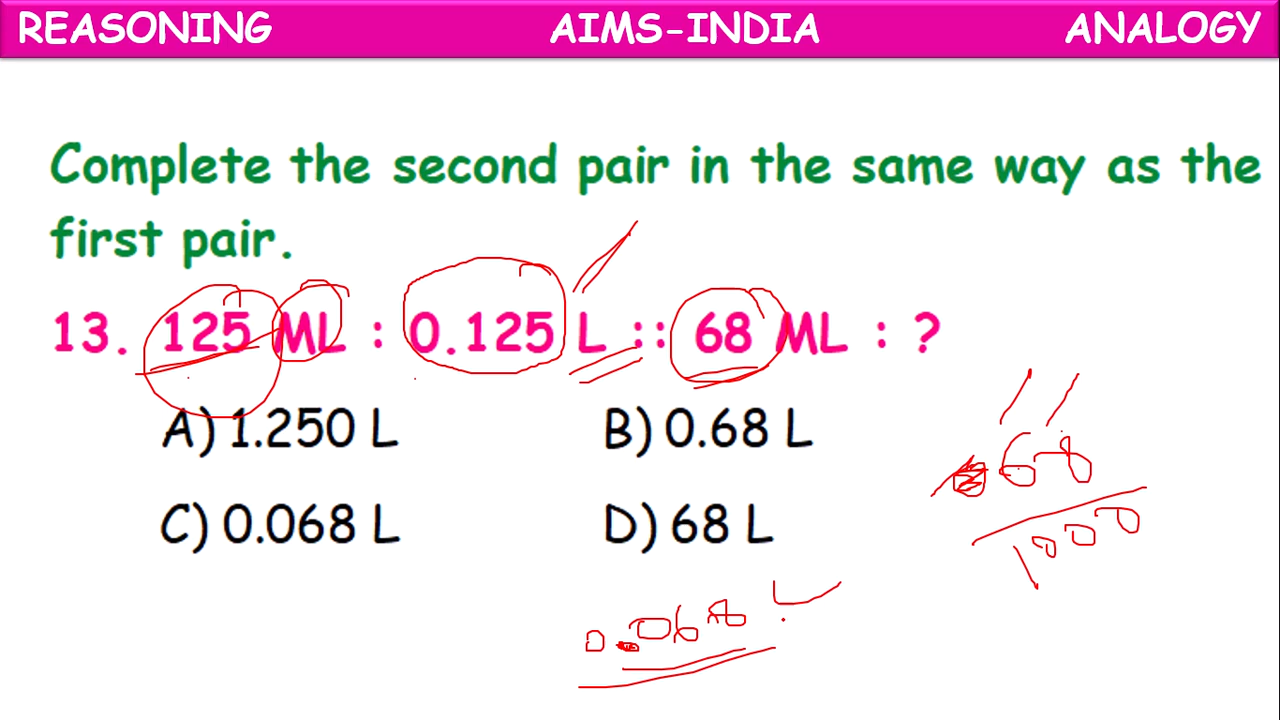 REASONING AIMS-INDIA ANALOGY
Complete the second pair in the same way as the
first pair.
13. 125 ML : 0.125 L :: 68 ML : ?
A) 1.250 L B) 0.68 L
C) 0.068 L D) 68 L
68
1000
0.068 L